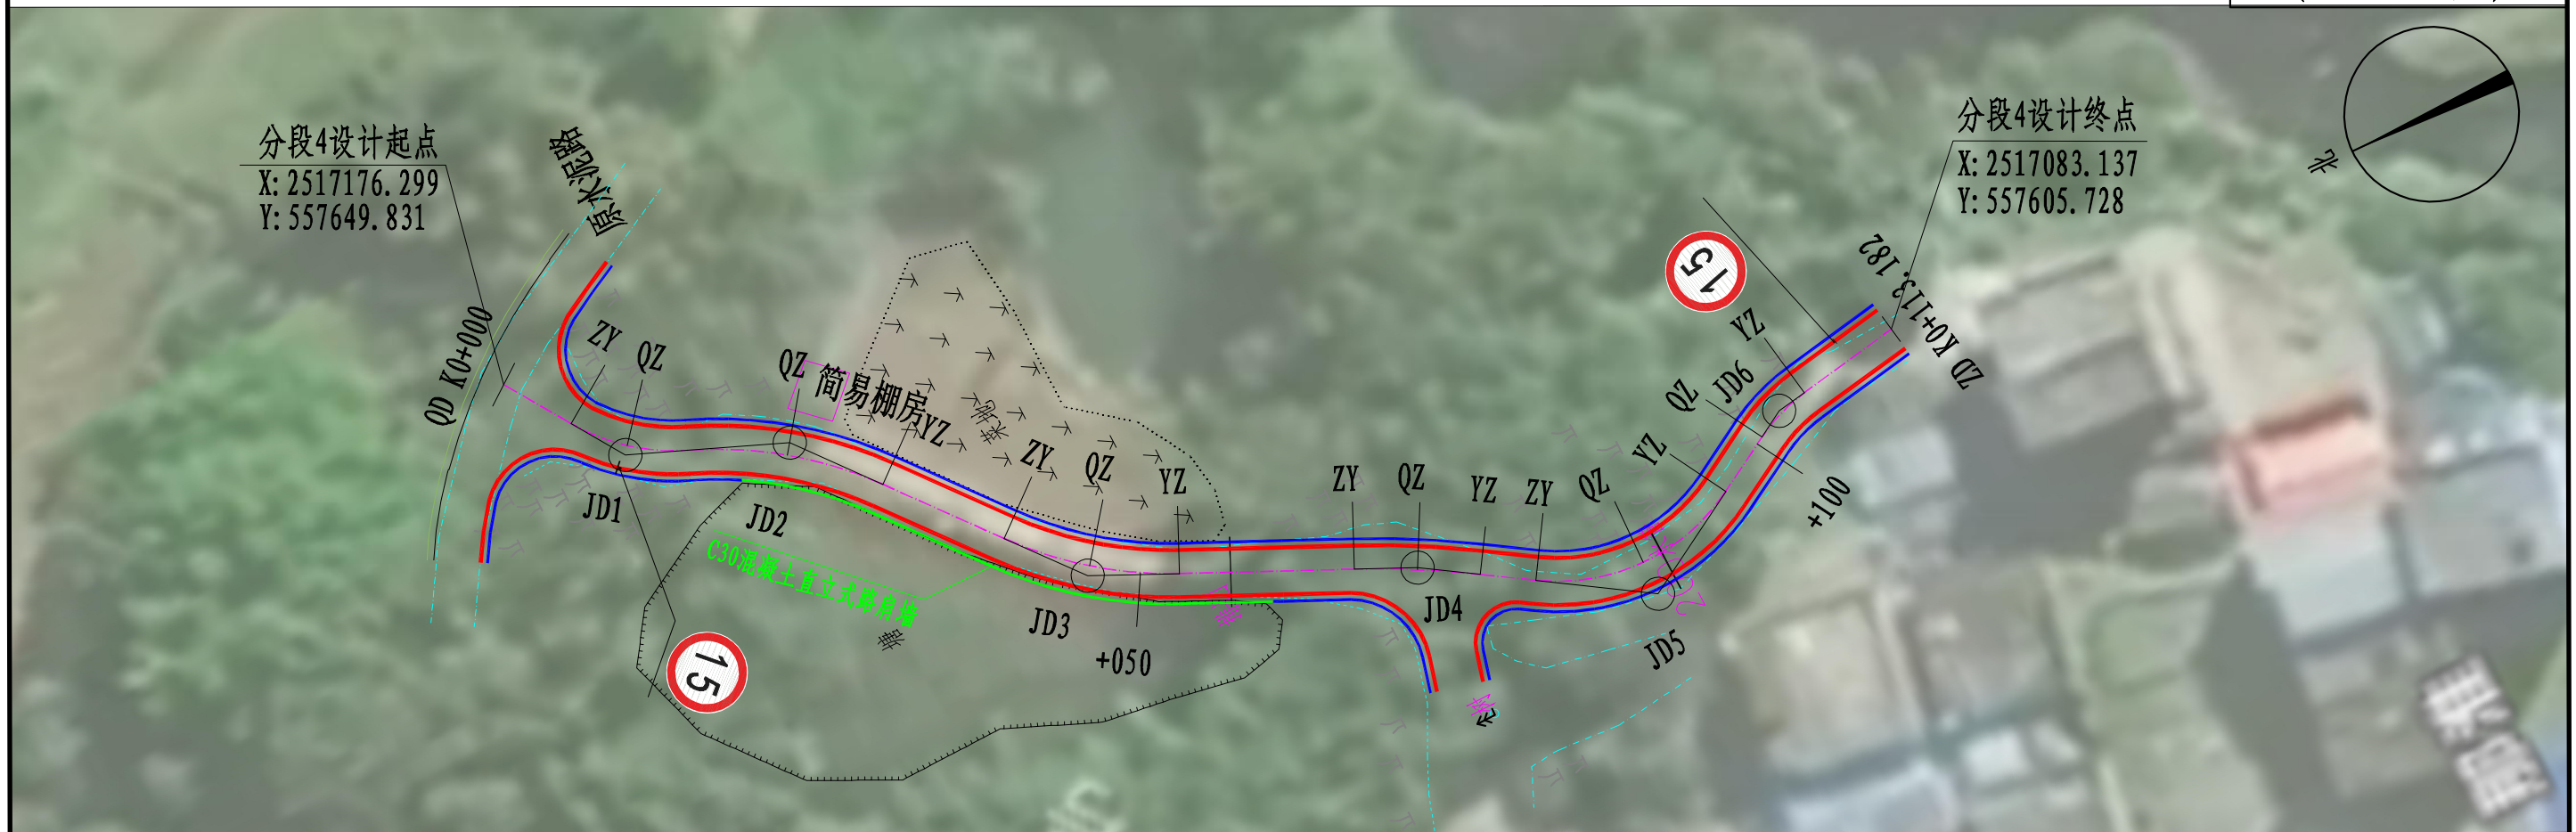 分段4设计起点
X: 2517176.299
Y: 557649.831
原水泥路
分段4设计终点
X: 2517083.137
Y: 557605.728
北
QD K0+000
ZY
QZ
QZ
简易棚房
YZ
菜地
ZY
QZ
YZ
ZY
QZ
YZ
ZY
QZ
YZ
QZ
JD6
YZ
15
ZD K0+113.182
+100
JD1
JD2
C30混凝土直立式路肩墙
塘
JD3
+050
JD4
JD5
15